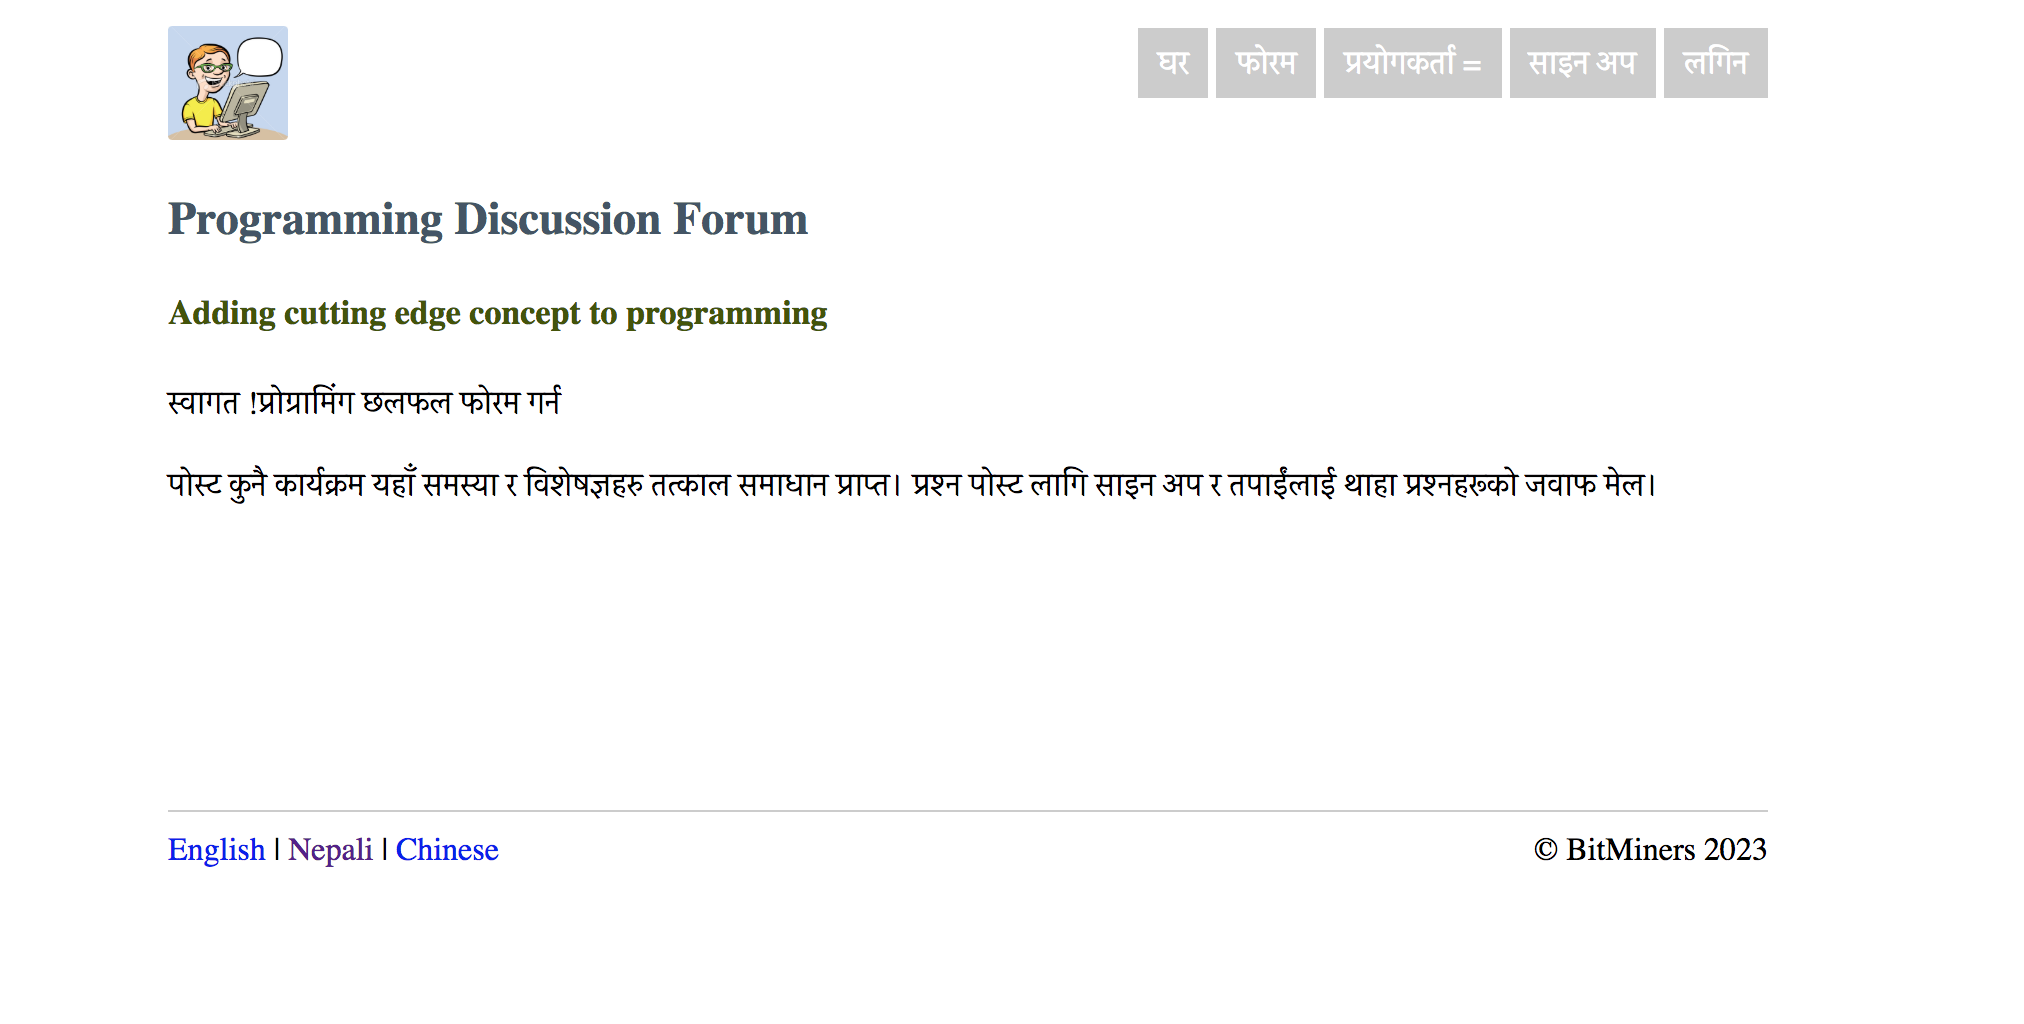 घर फोरम प्रयोगकर्ता = साइन अप लगिन
Programming Discussion Forum
Adding cutting edge concept to programming
स्वागत !प्रोग्रामिंग छलफल फोरम गर्न
पोस्ट कुनै कार्यक्रम यहाँ समस्या र विशेषज्ञहरु तत्काल समाधान प्राप्त। प्रश्न पोस्ट लागि साइन अप र तपाईंलाई थाहा प्रश्नहरूको जवाफ मेल।
English | Nepali | Chinese © BitMiners 2023